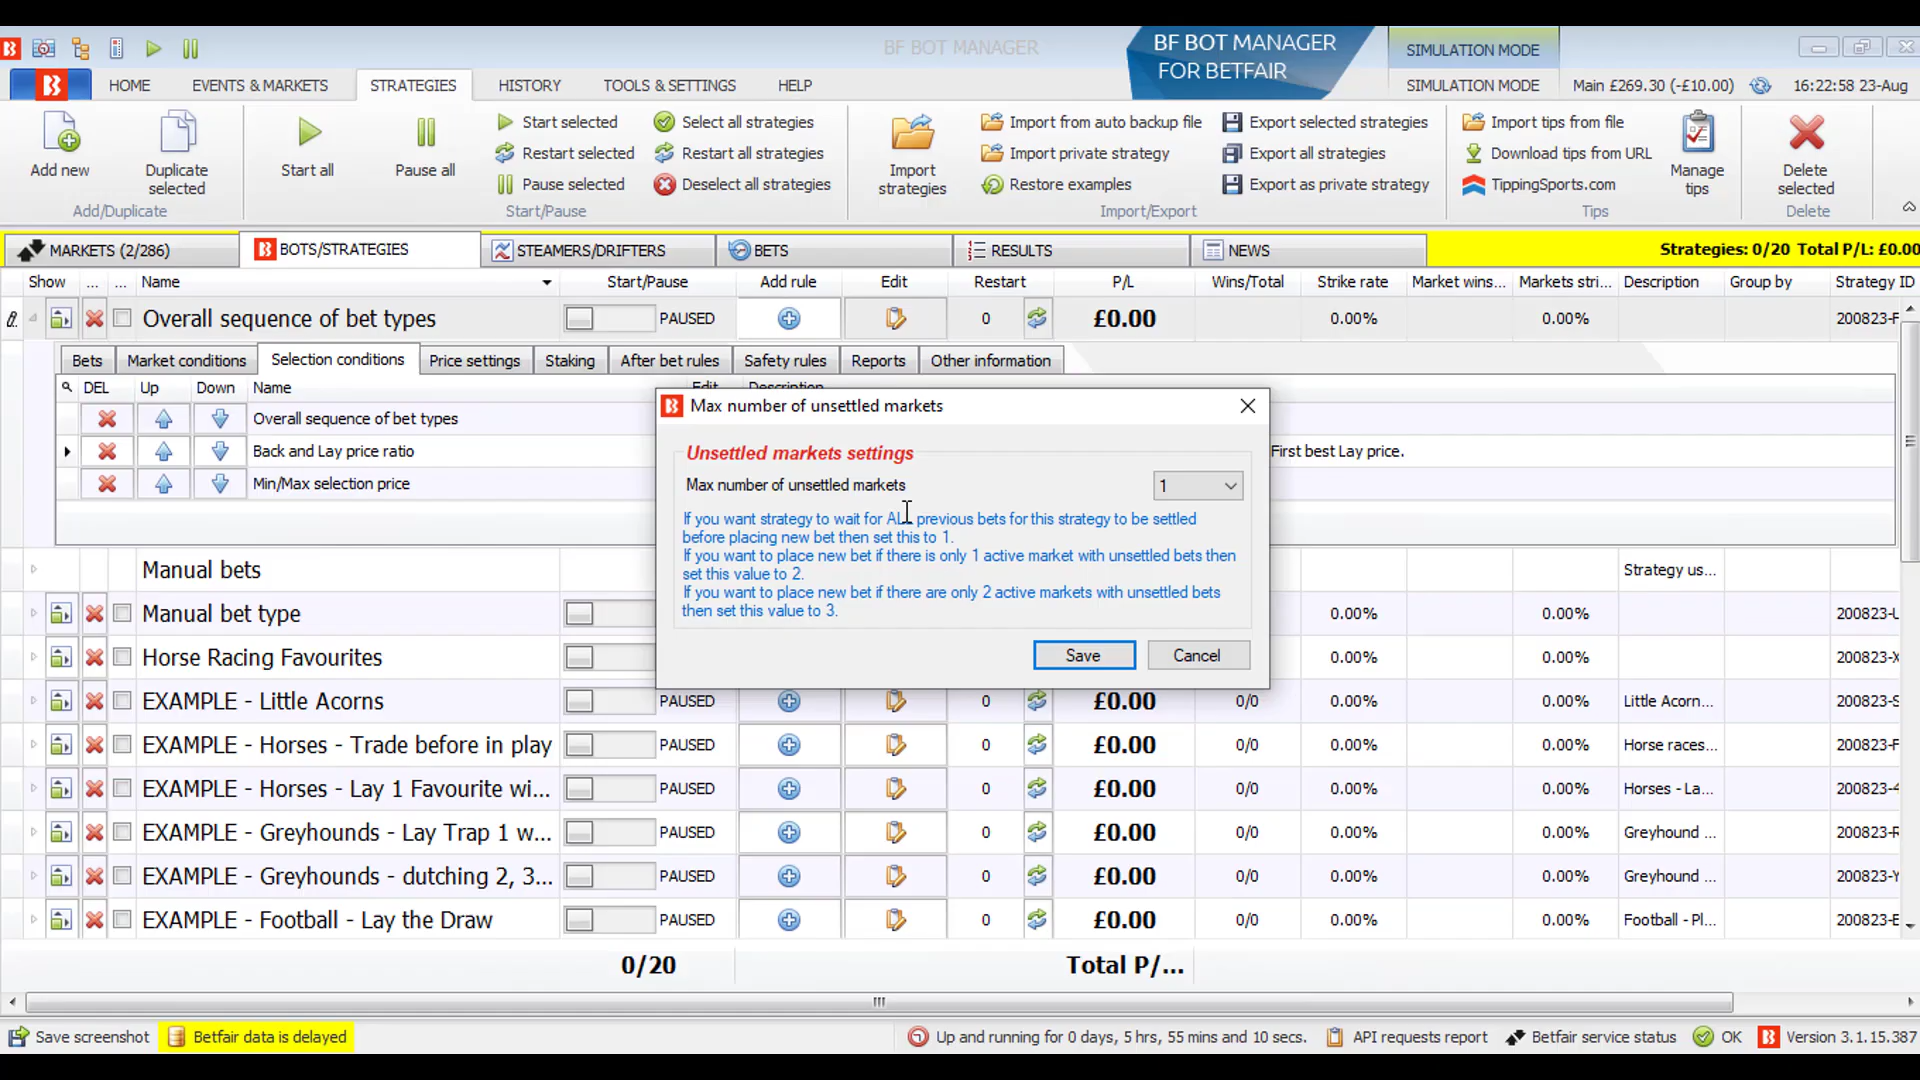 BF BOT MANAGER
BF BOT MANAGER
FOR BETFAIR
SIMULATION MODE
HOME
EVENTS & MARKETS
STRATEGIES
HISTORY
TOOLS & SETTINGS
HELP
SIMULATION MODE
Main £269.30 (-£10.00)
16:22:58 23-Aug
Add new
Duplicate
selected
Add/Duplicate
Start all
Pause all
Start selected
Restart selected
Pause selected
Select all strategies
Restart all strategies
Deselect all strategies
Start/Pause
Import
strategies
Import from auto backup file
Import private strategy
Restore examples
Export selected strategies
Export all strategies
Export as private strategy
Import/Export
Import tips from file
Download tips from URL
TippingSports.com
Manage
tips
Tips
Delete
selected
Delete
MARKETS (2/286)
BOTS/STRATEGIES
STEAMERS/DRIFTERS
BETS
RESULTS
NEWS
Strategies: 0/20 Total P/L: £0.00
Show ... ... Name Start/Pause Add rule Edit Restart P/L Wins/Total Strike rate Market wins... Markets stri... Description Group by Strategy ID
Overall sequence of bet types PAUSED 0 £0.00 0.00% 0.00% 200823-F
Bets Market conditions Selection conditions Price settings Staking After bet rules Safety rules Reports Other information
DEL Up Down Name Edit Description
Overall sequence of bet types
Back and Lay price ratio First best Lay price.
Min/Max selection price
Max number of unsettled markets
Unsettled markets settings
Max number of unsettled markets 1
If you want strategy to wait for ALL previous bets for this strategy to be settled
before placing new bet then set this to 1.
If you want to place new bet if there is only 1 active market with unsettled bets then
set this value to 2.
If you want to place new bet if there are only 2 active markets with unsettled bets
then set this value to 3.
Save
Cancel
Manual bets Strategy us...
Manual bet type 0.00% 0.00% 200823-U
Horse Racing Favourites 0.00% 0.00% 200823-X
EXAMPLE - Little Acorns PAUSED 0 £0.00 0/0 0.00% 0.00% Little Acorn... 200823-S
EXAMPLE - Horses - Trade before in play PAUSED 0 £0.00 0/0 0.00% 0.00% Horse races... 200823-F
EXAMPLE - Horses - Lay 1 Favourite wi... PAUSED 0 £0.00 0/0 0.00% 0.00% Horses - La... 200823-4
EXAMPLE - Greyhounds - Lay Trap 1 w... PAUSED 0 £0.00 0/0 0.00% 0.00% Greyhound ... 200823-R
EXAMPLE - Greyhounds - dutching 2, 3... PAUSED 0 £0.00 0/0 0.00% 0.00% Greyhound ... 200823-Y
EXAMPLE - Football - Lay the Draw PAUSED 0 £0.00 0/0 0.00% 0.00% Football - Pl... 200823-E
0/20 Total P/...
Save screenshot
Betfair data is delayed
Up and running for 0 days, 5 hrs, 55 mins and 10 secs.
API requests report
Betfair service status
OK
Version 3.1.15.387